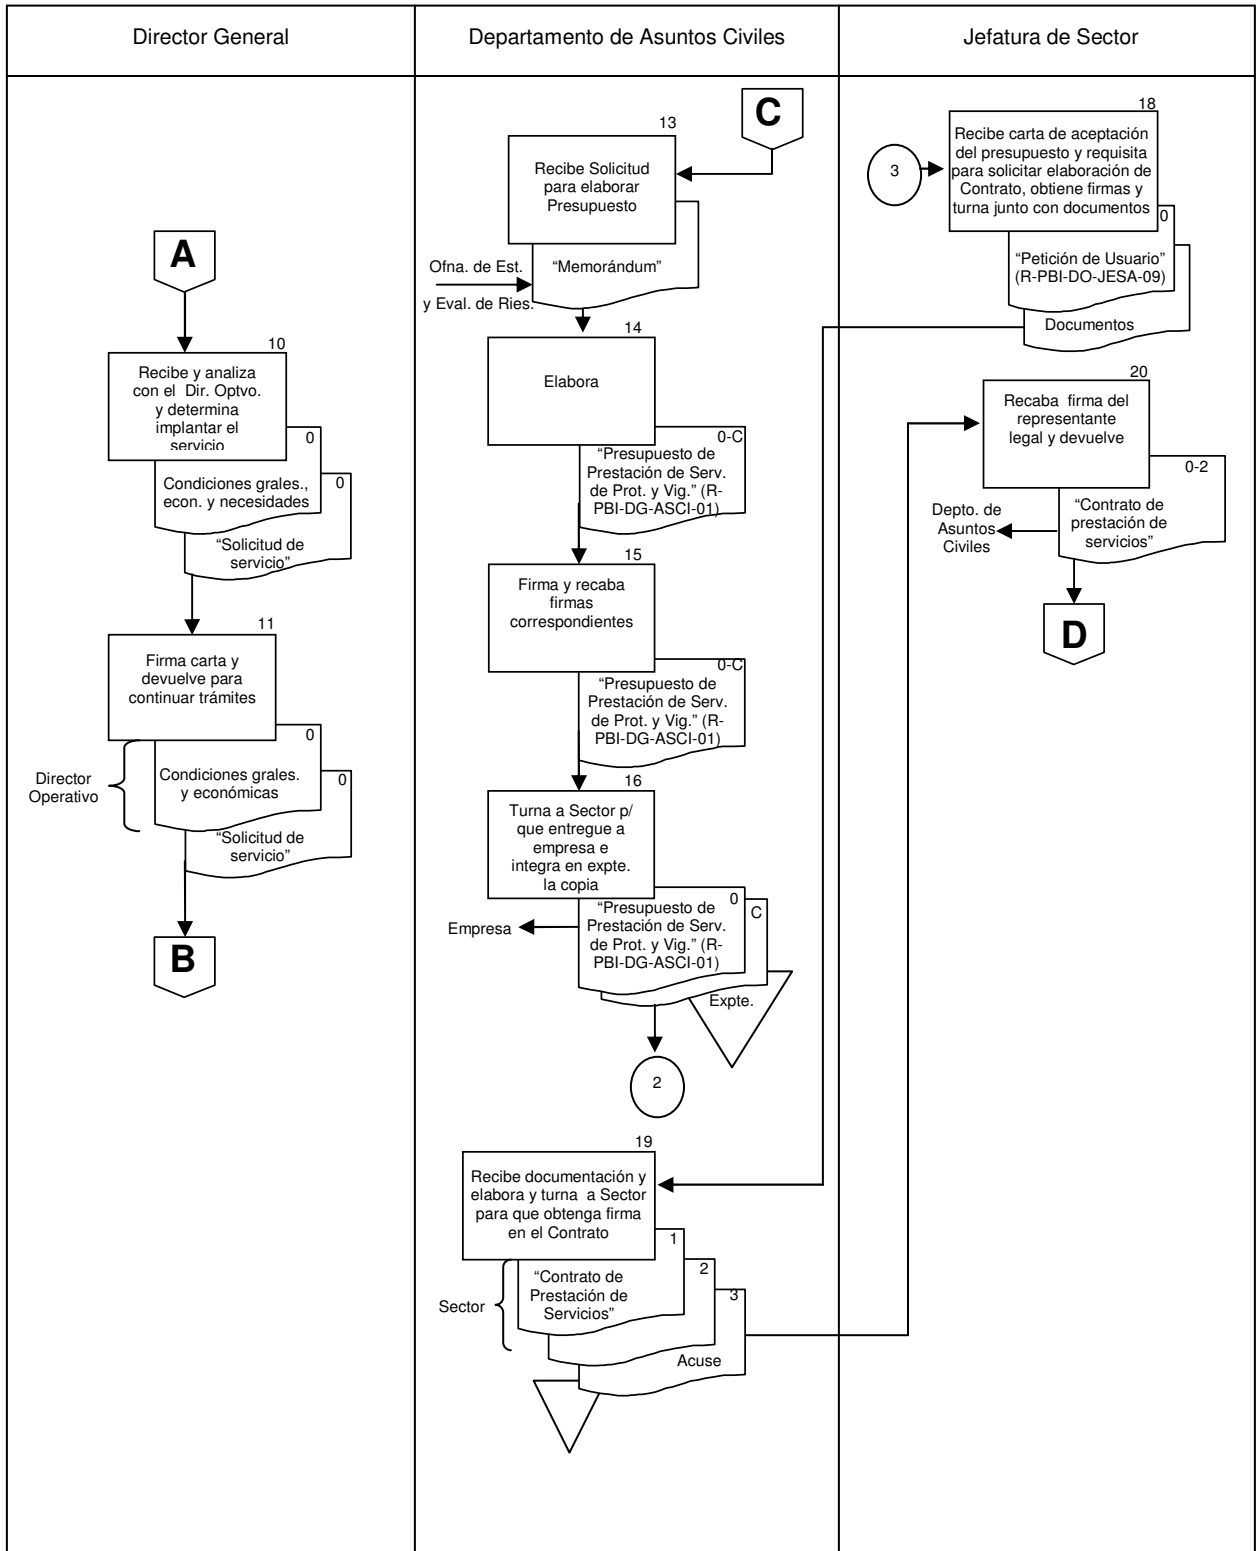 Director General
Departamento de Asuntos Civiles
Jefatura de Sector
A
10
Recibe y analiza
con el Dir. Optvo.
y determina
implantar el
servicio
0
Condiciones grales.,
econ. y necesidades
0
“Solicitud de
servicio”
11
Firma carta y
devuelve para
continuar trámites
0
Director
Operativo
Condiciones grales.
y económicas
0
“Solicitud de
servicio”
B
C
13
Recibe Solicitud
para elaborar
Presupuesto
Ofna. de Est.
y Eval. de Ries.
“Memorándum”
14
Elabora
0-C
“Presupuesto de
Prestación de Serv.
de Prot. y Vig.” (R-
PBI-DG-ASCI-01)
15
Firma y recaba
firmas
correspondientes
0-C
“Presupuesto de
Prestación de Serv.
de Prot. y Vig.” (R-
PBI-DG-ASCI-01)
16
Turna a Sector p/
que entregue a
empresa e
integra en expte.
la copia
0
C
Empresa
“Presupuesto de
Prestación de Serv.
de Prot. y Vig.” (R-
PBI-DG-ASCI-01)
Expte.
2
19
Recibe documentación y
elabora y turna a Sector
para que obtenga firma
en el Contrato
1
2
3
Sector
“Contrato de
Prestación de
Servicios”
Acuse
3
18
Recibe carta de aceptación
del presupuesto y requisita
para solicitar elaboración de
Contrato, obtiene firmas y
turna junto con documentos
0
“Petición de Usuario”
(R-PBI-DO-JESA-09)
Documentos
20
Recaba firma del
representante
legal y devuelve
0-2
Depto. de
Asuntos
Civiles
“Contrato de
prestación de
servicios”
D